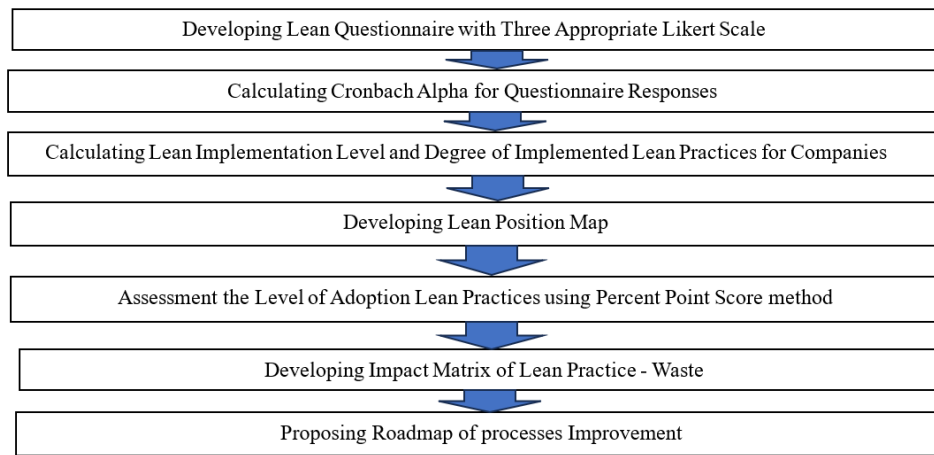 Developing Lean Questionnaire with Three Appropriate Likert Scale
Calculating Cronbach Alpha for Questionnaire Responses
Calculating Lean Implementation Level and Degree of Implemented Lean Practices for Companies
Developing Lean Position Map
Assessment the Level of Adoption Lean Practices using Percent Point Score method
Developing Impact Matrix of Lean Practice - Waste
Proposing Roadmap of processes Improvement